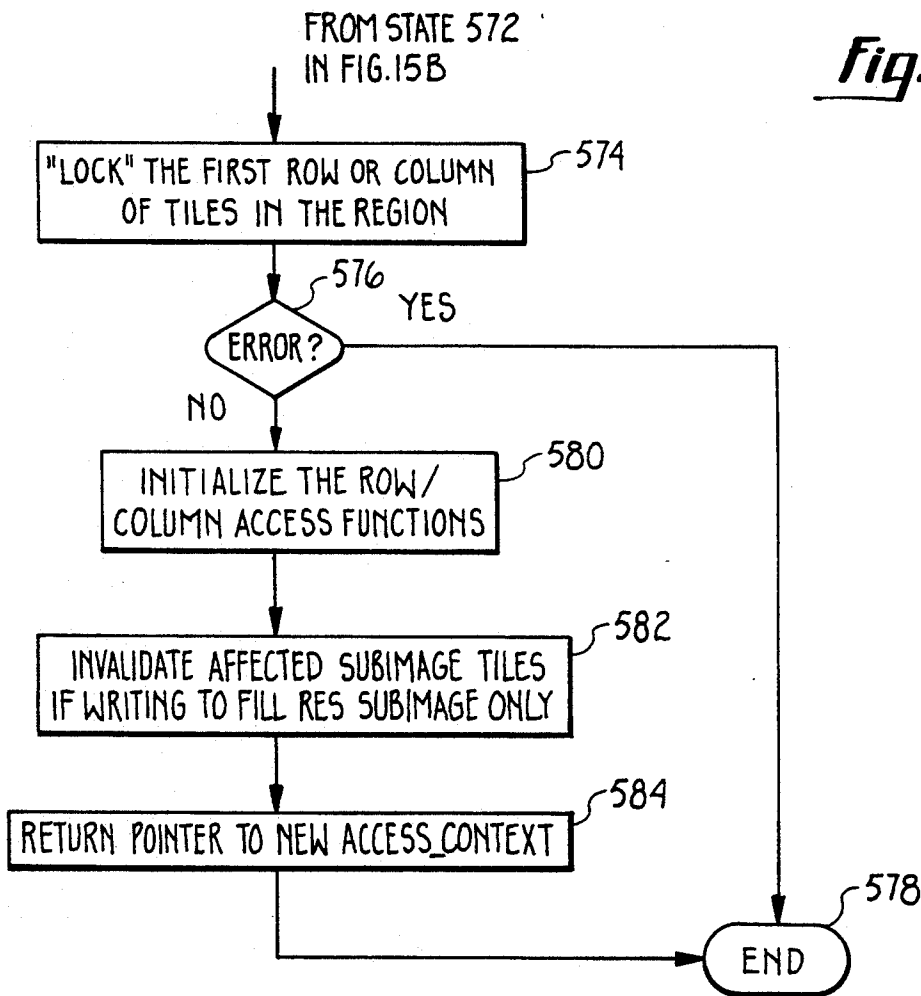 FROM STATE 572
IN FIG.15B
Fig.
"LOCK" THE FIRST ROW OR COLUMN
OF TILES IN THE REGION
574
576
ERROR?
YES
NO
580
INITIALIZE THE ROW/
COLUMN ACCESS FUNCTIONS
582
INVALIDATE AFFECTED SUBIMAGE TILES
IF WRITING TO FILL RES SUBIMAGE ONLY
584
RETURN POINTER TO NEW ACCESS_CONTEXT
578
END